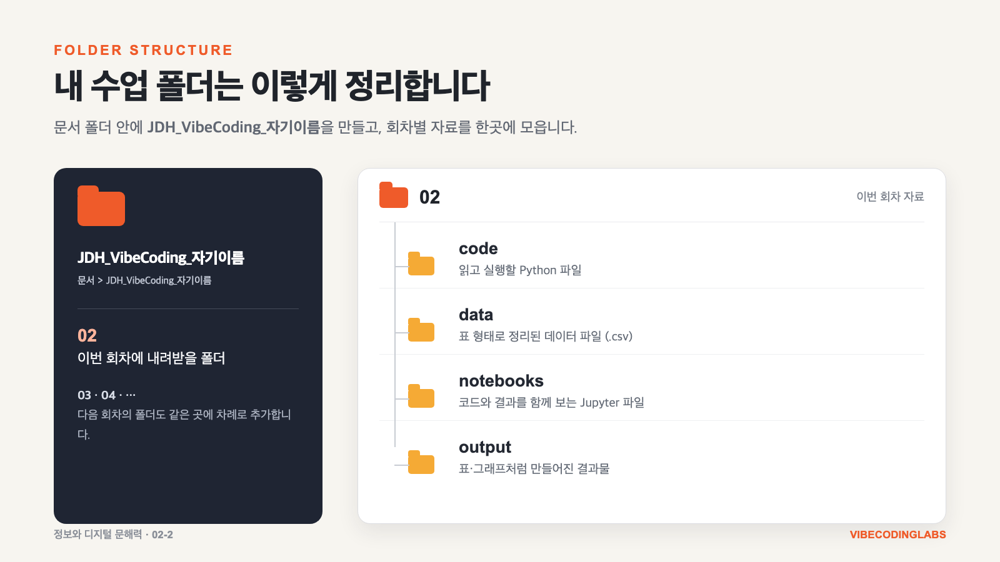 FOLDER STRUCTURE
내 수업 폴더는 이렇게 정리합니다
문서 폴더 안에 JDH_VibeCoding_자기이름을 만들고, 회차별 자료를 한곳에 모읍니다.
JDH_VibeCoding_자기이름
문서 > JDH_VibeCoding_자기이름
02
이번 회차에 내려받을 폴더
03 · 04 · ···
다음 회차의 폴더도 같은 곳에 차례로 추가합니
다.
02
이번 회차 자료
code
읽고 실행할 Python 파일
data
표 형태로 정리된 데이터 파일 (.csv)
notebooks
코드와 결과를 함께 보는 Jupyter 파일
output
표·그래프처럼 만들어진 결과물
정보와 디지털 문해력 · 02-2
VIBECODINGLABS